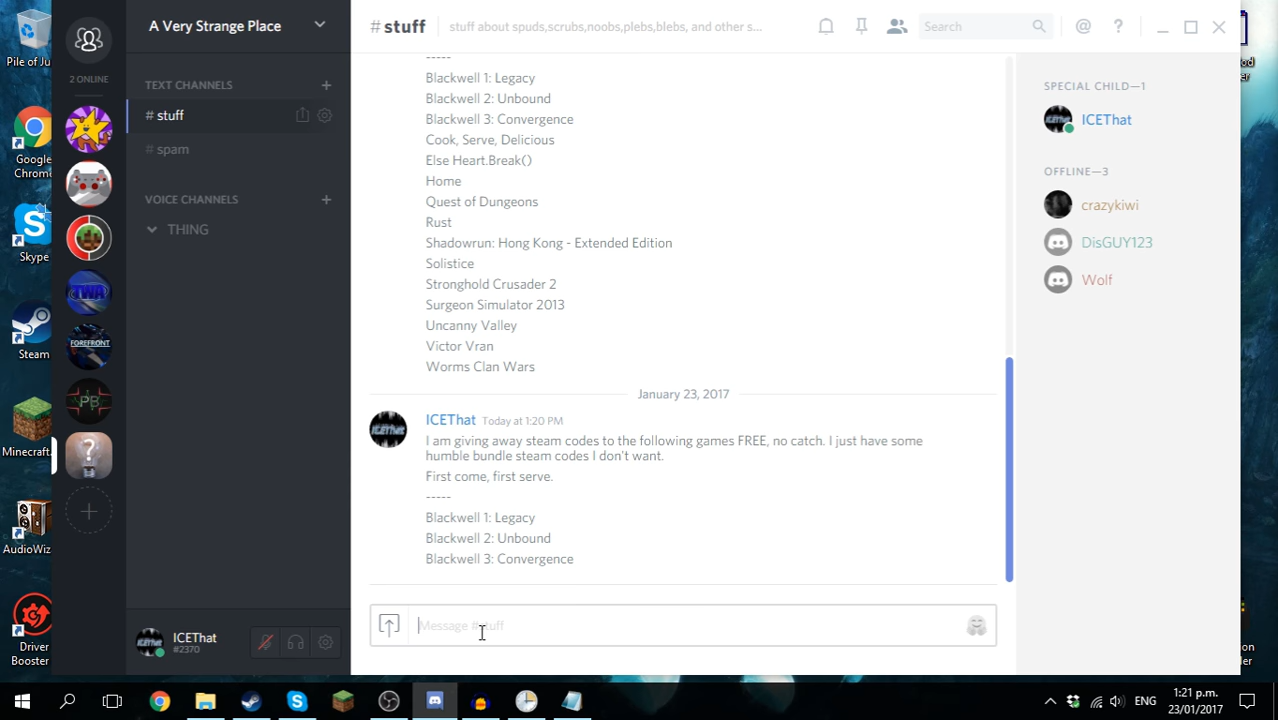 A Very Strange Place
# stuff
stuff about spuds,scrubs,noobs,plebs,blebs, and other s...
Search
@
?
2 ONLINE
TEXT CHANNELS
# stuff
# spam
VOICE CHANNELS
THING
TWA
FOREFRONT
PB
?
ICEThat
#2370
-----
Blackwell 1: Legacy
Blackwell 2: Unbound
Blackwell 3: Convergence
Cook, Serve, Delicious
Else Heart.Break()
Home
Quest of Dungeons
Rust
Shadowrun: Hong Kong - Extended Edition
Solistice
Stronghold Crusader 2
Surgeon Simulator 2013
Uncanny Valley
Victor Vran
Worms Clan Wars
January 23, 2017
ICEThat Today at 1:20 PM
I am giving away steam codes to the following games FREE, no catch. I just have some
humble bundle steam codes I don't want.
First come, first serve.
-----
Blackwell 1: Legacy
Blackwell 2: Unbound
Blackwell 3: Convergence
Message #stuff
SPECIAL CHILD—1
ICEThat
OFFLINE—3
crazykiwi
DisGUY123
Wolf
Pile of Ju
Google
Chrome
Skype
Steam
Minecraft.
AudioWiz
Driver
Booster
ENG
1:21 p.m.
23/01/2017